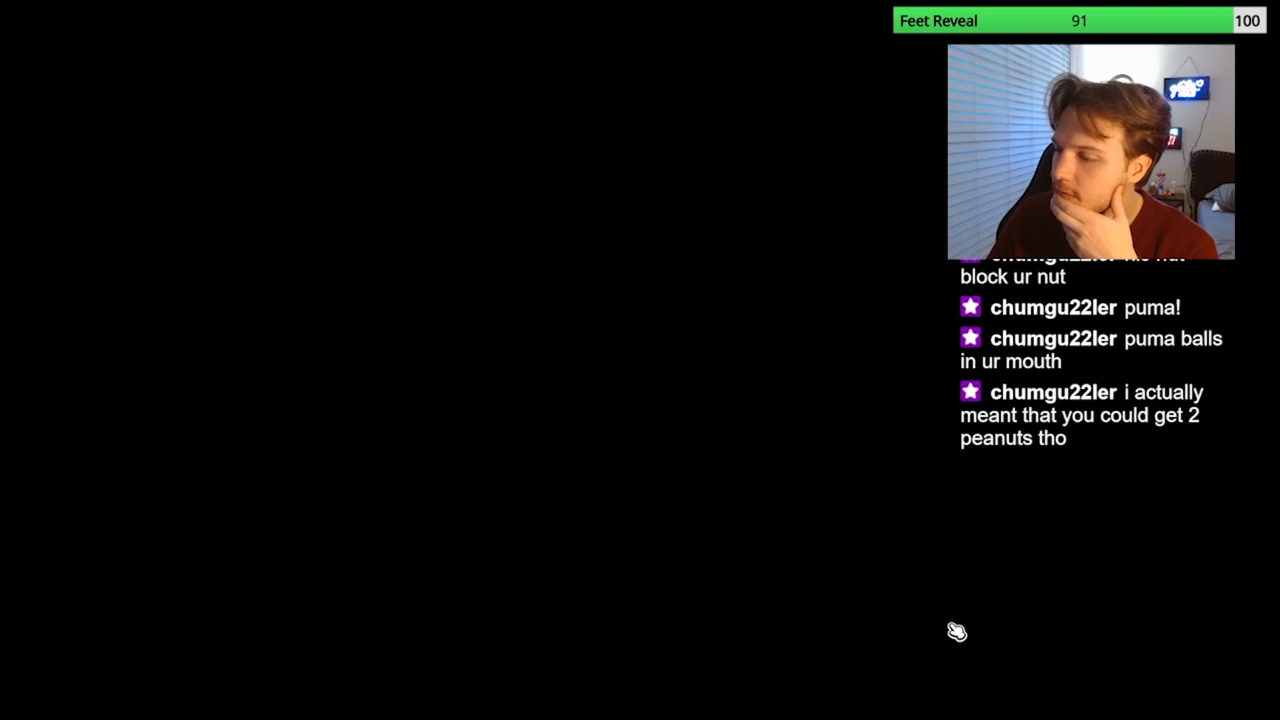 Feet Reveal 91 100
block ur nut
chumgu22ler puma!
chumgu22ler puma balls
in ur mouth
chumgu22ler i actually
meant that you could get 2
peanuts tho